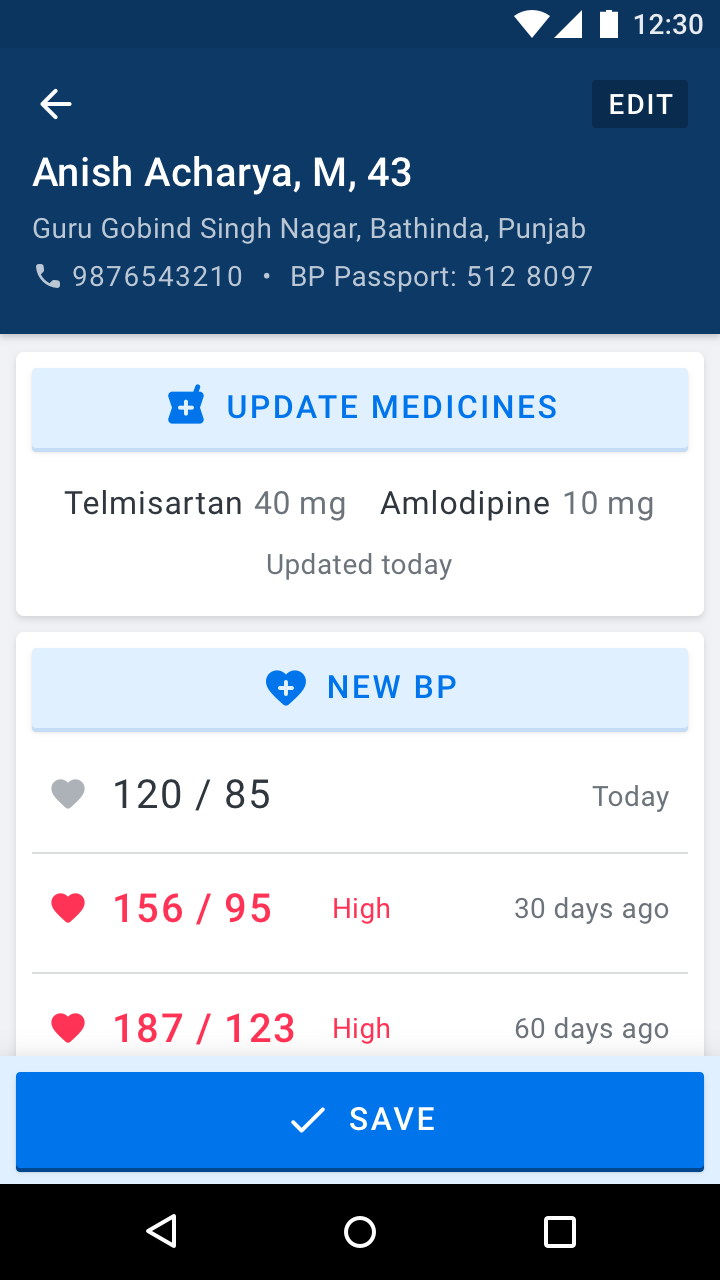 12:30
EDIT
Anish Acharya, M, 43
Guru Gobind Singh Nagar, Bathinda, Punjab
9876543210 • BP Passport: 512 8097
UPDATE MEDICINES
Telmisartan 40 mg Amlodipine 10 mg
Updated today
NEW BP
120 / 85 Today
156 / 95 High 30 days ago
187 / 123 High 60 days ago
SAVE